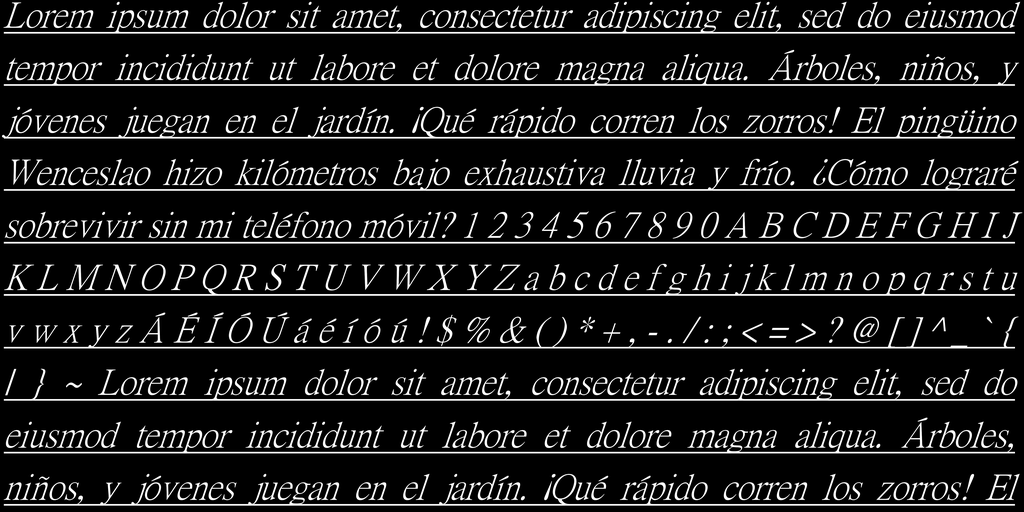 Lorem ipsum dolor sit amet, consectetur adipiscing elit, sed do eiusmod
tempor incididunt ut labore et dolore magna aliqua. Árboles, niños, y
jóvenes juegan en el jardín. ¡Qué rápido corren los zorros! El pingüino
Wenceslao hizo kilómetros bajo exhaustiva lluvia y frío. ¿Cómo lograré
sobrevivir sin mi teléfono móvil? 1 2 3 4 5 6 7 8 9 0 A B C D E F G H I J
K L M N O P Q R S T U V W X Y Z a b c d e f g h i j k l m n o p q r s t u
v w x y z Á É Í Ó Ú á é í ó ú ! $ % & ( ) * + , - . / : ; < = > ? @ [ ] ^ _ ` {
| } ~ Lorem ipsum dolor sit amet, consectetur adipiscing elit, sed do
eiusmod tempor incididunt ut labore et dolore magna aliqua. Árboles,
niños, y jóvenes juegan en el jardín. ¡Qué rápido corren los zorros! El